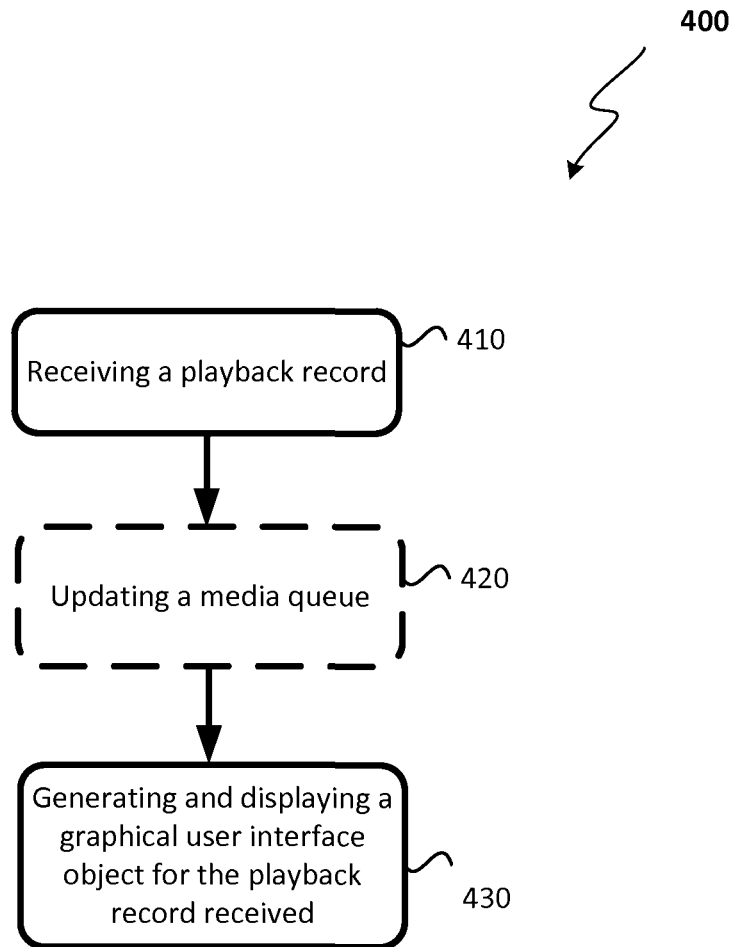 400
Receiving a playback record
410
Updating a media queue
420
Generating and displaying a
graphical user interface
object for the playback
record received
430